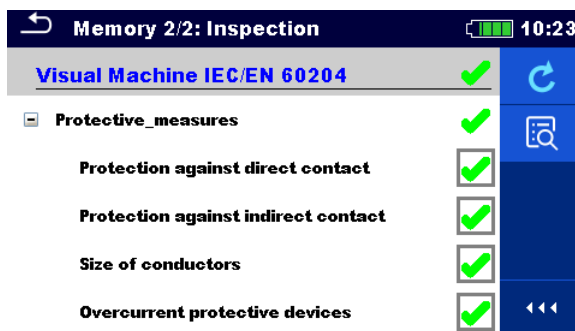 Memory 2/2: Inspection 10:23
Visual Machine IEC/EN 60204
Protective_measures
Protection against direct contact
Protection against indirect contact
Size of conductors
Overcurrent protective devices